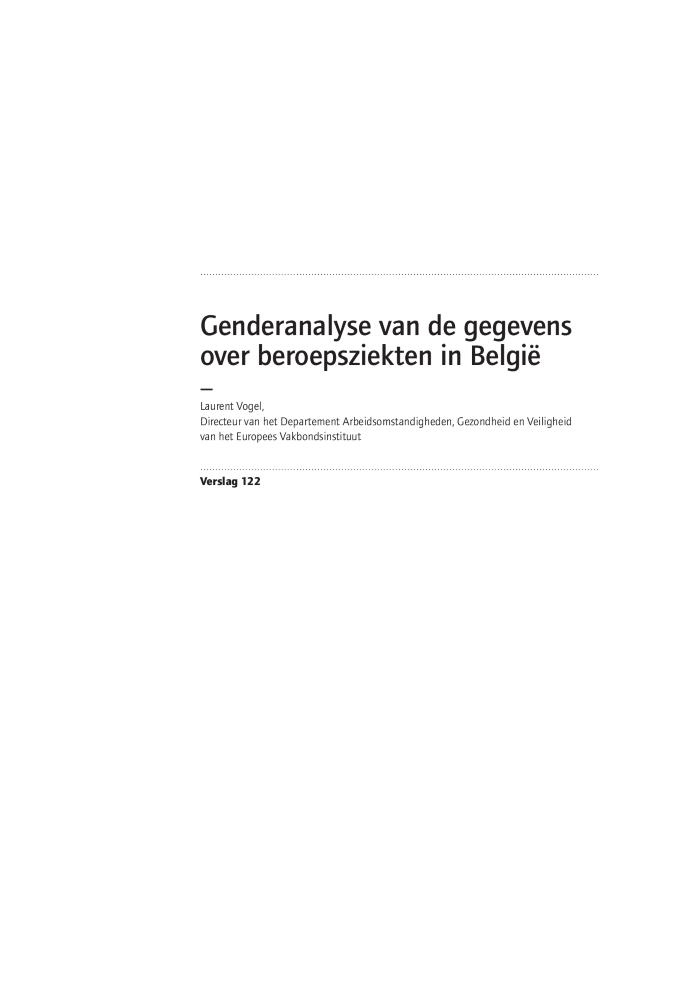 Genderanalyse van de gegevens
over beroepsziekten in België
—
Laurent Vogel,
Directeur van het Departement Arbeidsomstandigheden, Gezondheid en Veiligheid
van het Europees Vakbondsinstituut
Verslag 122